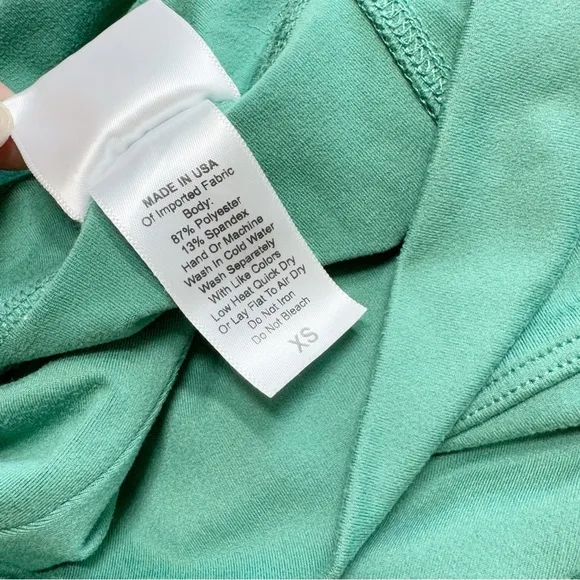 MADE IN USA
Of Imported Fabric
Body:
87% Polyester
13% Spandex
Hand Or Machine
Wash in Cold Water
Wash Separately
With Like Colors
Low Heat Quick Dry
Or Lay Flat To Air Dry
Do Not Iron
Do Not Bleach
XS